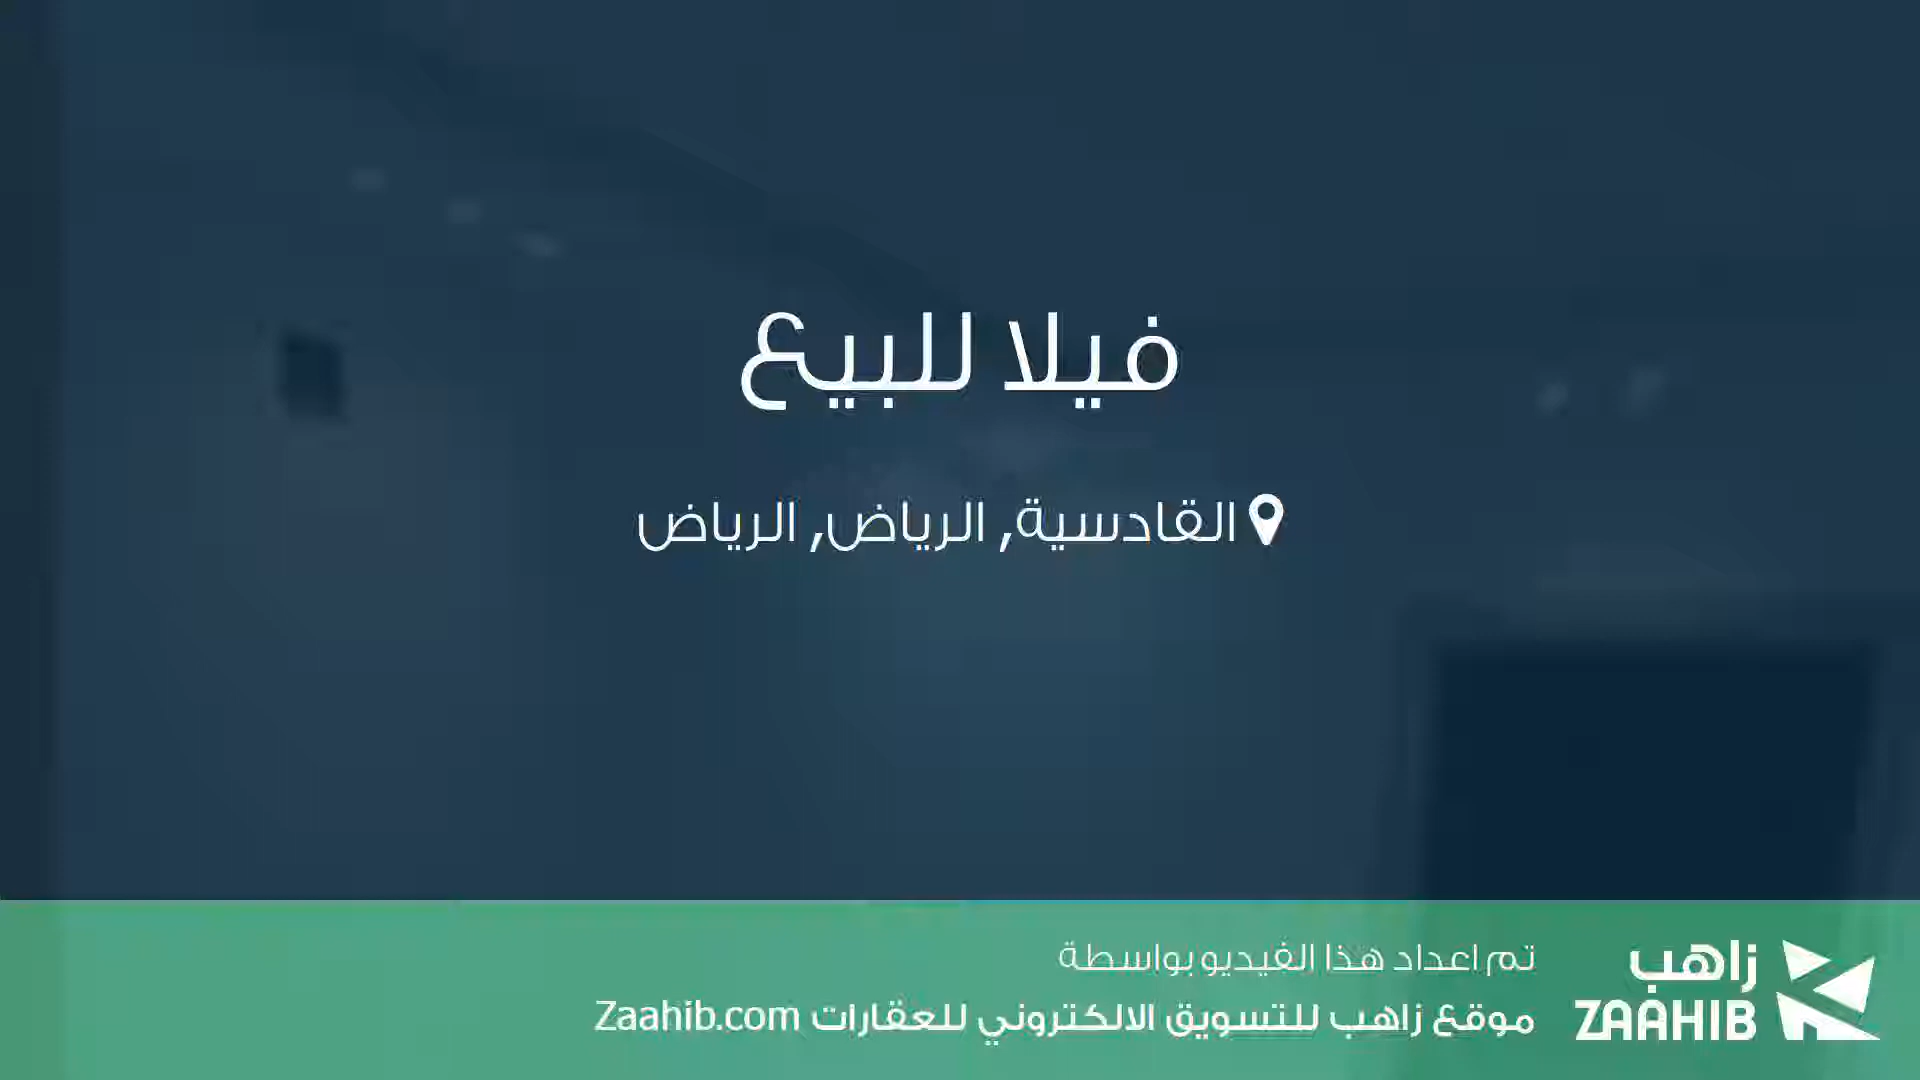 فيلا للبيع
القادسية, الرياض, الرياض
تم اعداد هذا الفيديو بواسطة
موقع زاهب للتسويق الالكتروني للعقارات Zaahib.com
زاهب
ZAAHIB